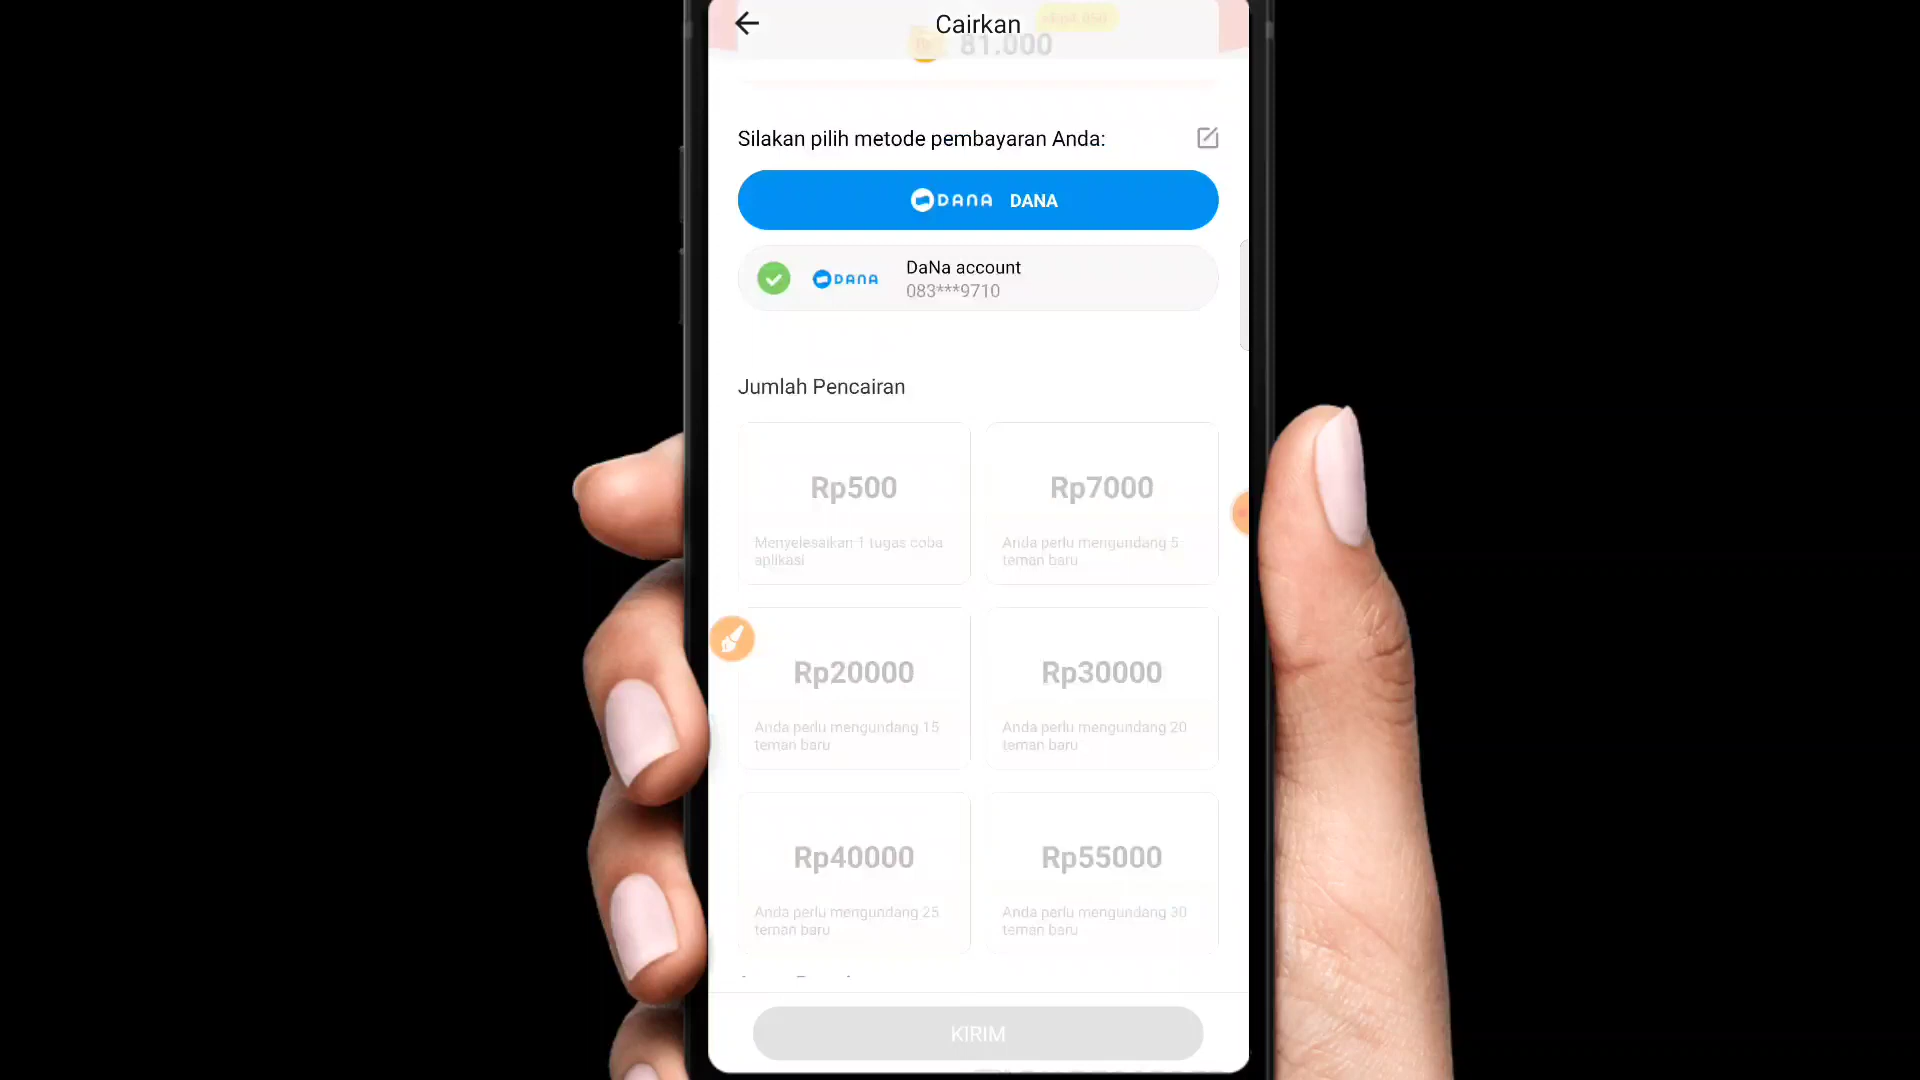 Cairkan
81.000
Silakan pilih metode pembayaran Anda:
DANA DANA
DaNa account
DANA
083***9710
Jumlah Pencairan
Rp500
Rp7000
Menyelesaikan 1 tugas coba
aplikasi
Anda perlu mengundang 5
teman baru
Rp20000
Rp30000
Anda perlu mengundang 15
teman baru
Anda perlu mengundang 20
teman baru
Rp40000
Rp55000
Anda perlu mengundang 25
teman baru
Anda perlu mengundang 30
teman baru
KIRIM